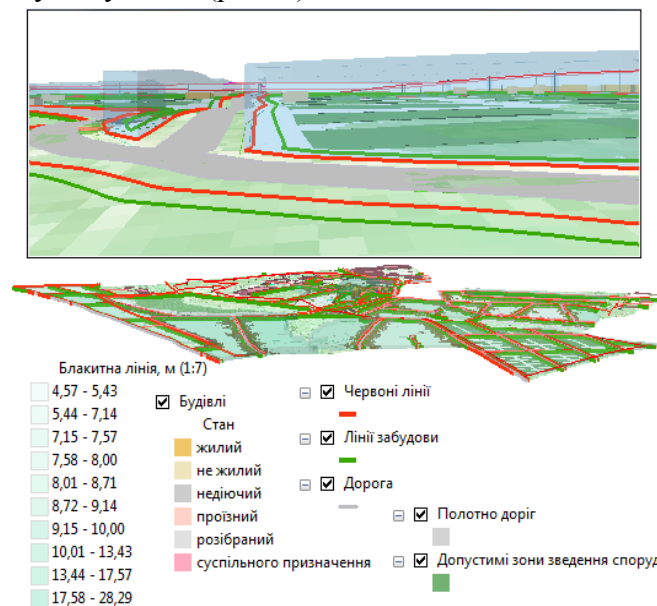 Блакитна лінія, м (1:7)
4,57 - 5,43
5,44 - 7,14
7,15 - 7,57
7,58 - 8,00
8,01 - 8,71
8,72 - 9,14
9,15 - 10,00
10,01 - 13,43
13,44 - 17,57
17,58 - 28,29
Будівлі
Стан
жилий
не жилий
недіючий
проїзний
розібраний
суспільного призначення
Червоні лінії
Лінії забудови
Дорога
Полотно доріг
Допустимі зони зведення споруд